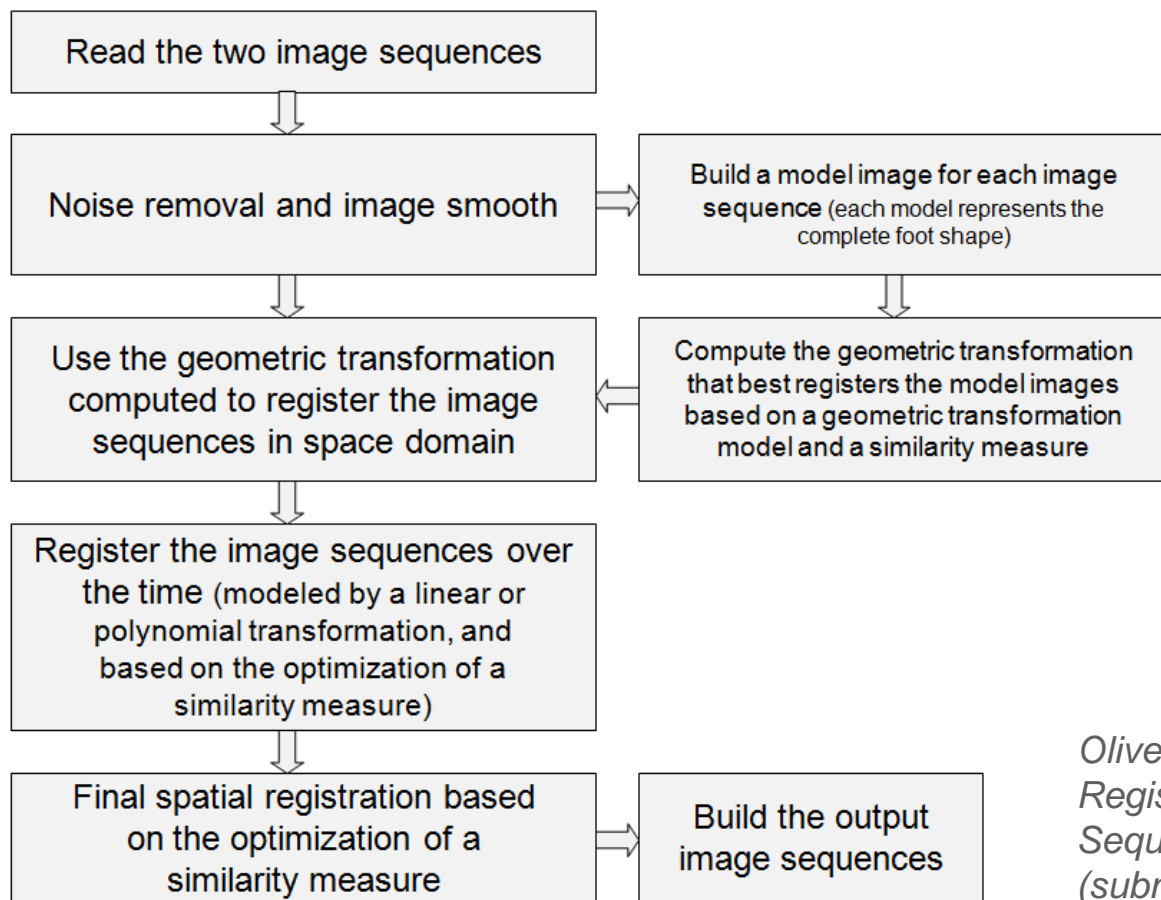 Read the two image sequences
Noise removal and image smooth
Build a model image for each image
sequence (each model represents the
complete foot shape)
Use the geometric transformation
computed to register the image
sequences in space domain
Compute the geometric transformation
that best registers the model images
based on a geometric transformation
model and a similarity measure
Register the image sequences over
the time (modeled by a linear or
polynomial transformation, and
based on the optimization of a
similarity measure)
Final spatial registration based
on the optimization of a
similarity measure
Build the output
image sequences
Olive
Regis
Sequ
(subm